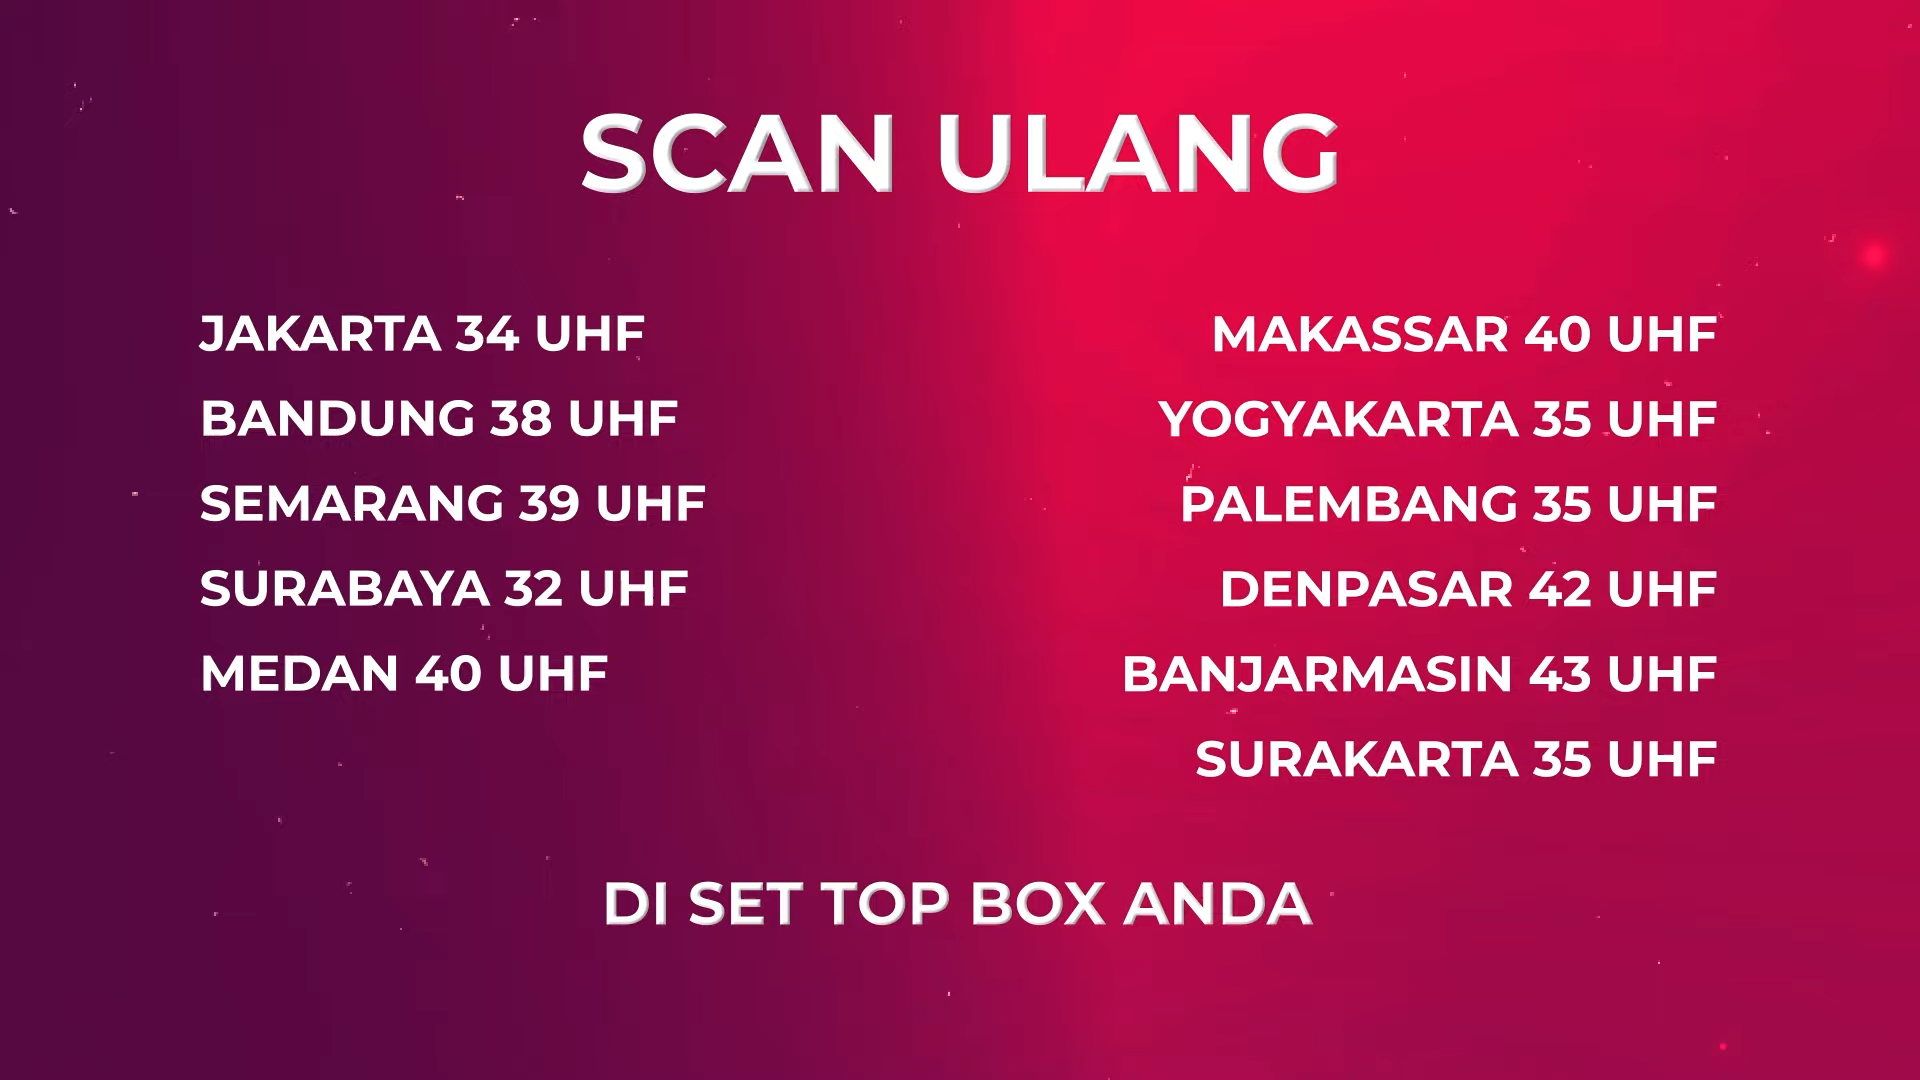 SCAN ULANG
JAKARTA 34 UHF
BANDUNG 38 UHF
SEMARANG 39 UHF
SURABAYA 32 UHF
MEDAN 40 UHF
MAKASSAR 40 UHF
YOGYAKARTA 35 UHF
PALEMBANG 35 UHF
DENPASAR 42 UHF
BANJARMASIN 43 UHF
SURAKARTA 35 UHF
DI SET TOP BOX ANDA